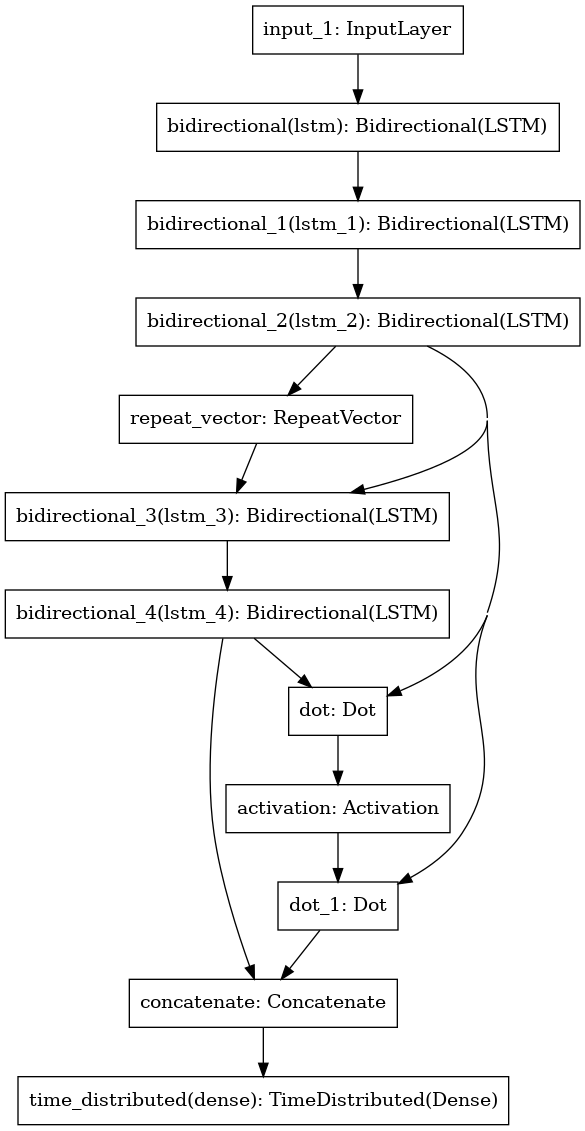 input_1: InputLayer
bidirectional(lstm): Bidirectional(LSTM)
bidirectional_1(lstm_1): Bidirectional(LSTM)
bidirectional_2(lstm_2): Bidirectional(LSTM)
repeat_vector: RepeatVector
bidirectional_3(lstm_3): Bidirectional(LSTM)
bidirectional_4(lstm_4): Bidirectional(LSTM)
dot: Dot
activation: Activation
dot_1: Dot
concatenate: Concatenate
time_distributed(dense): TimeDistributed(Dense)